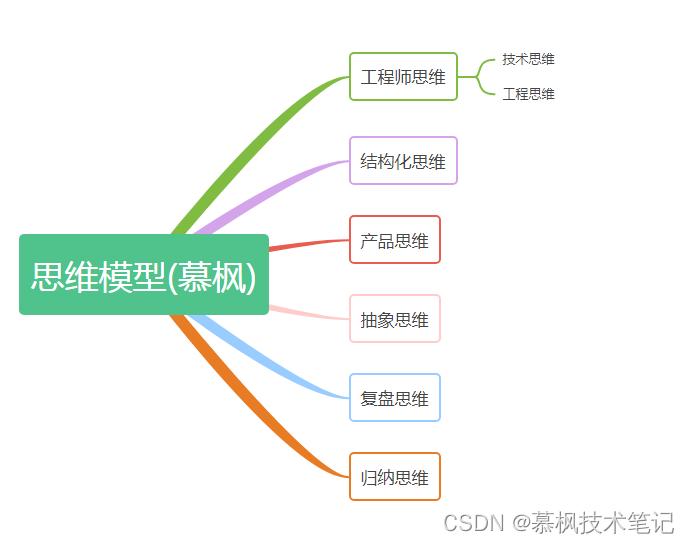 技术思维
工程师思维
工程思维
结构化思维
产品思维
思维模型(慕枫)
抽象思维
复盘思维
归纳思维
CSDN @慕枫技术笔记